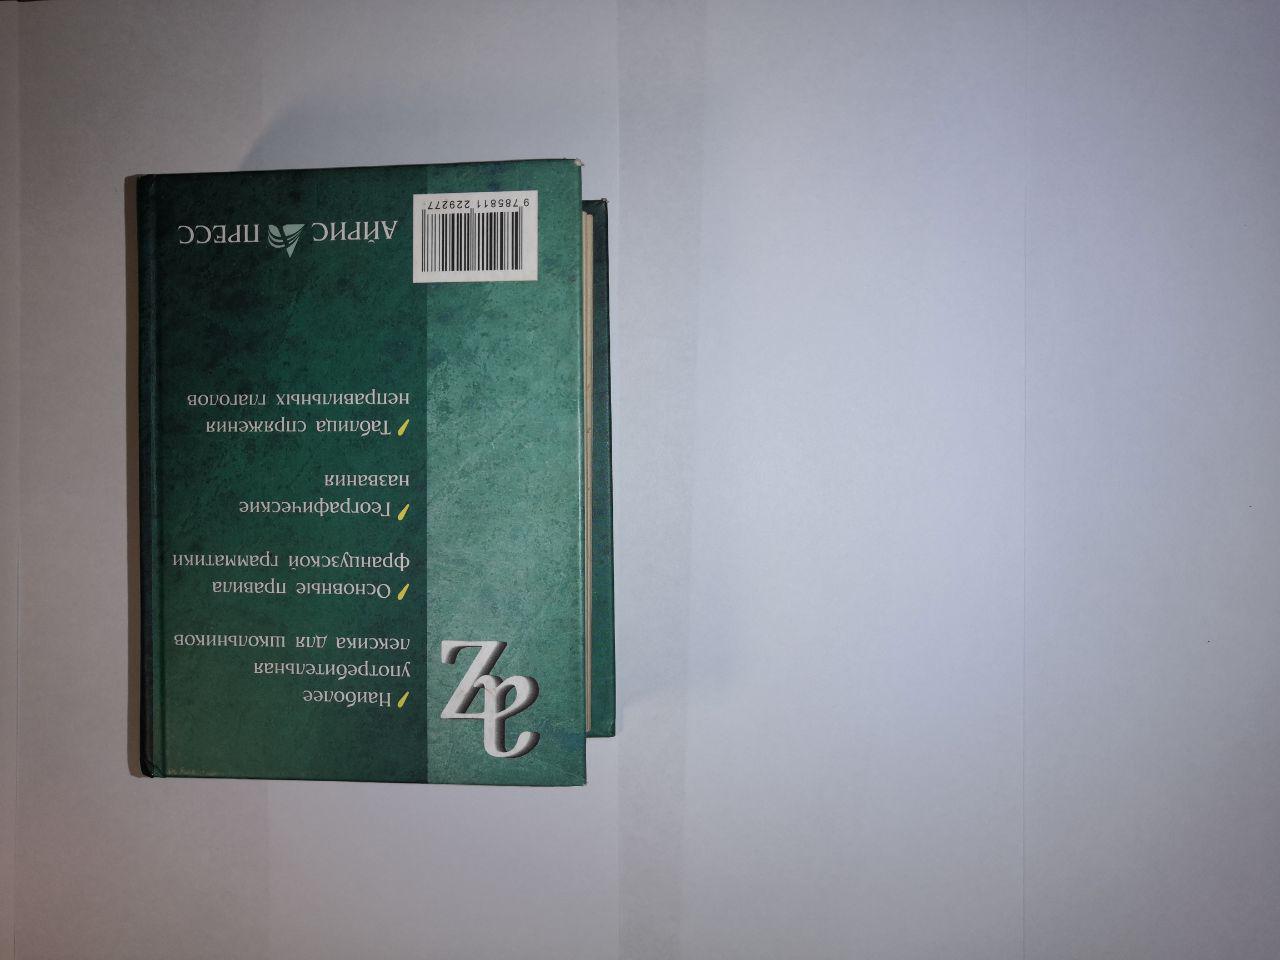 az
Наиболее
употребительная
лексика для школьников
Основные правила
французской грамматики
Географические
названия
Таблица спряжения
неправильных глаголов
9 785811 229277
АЙРИС ПРЕСС